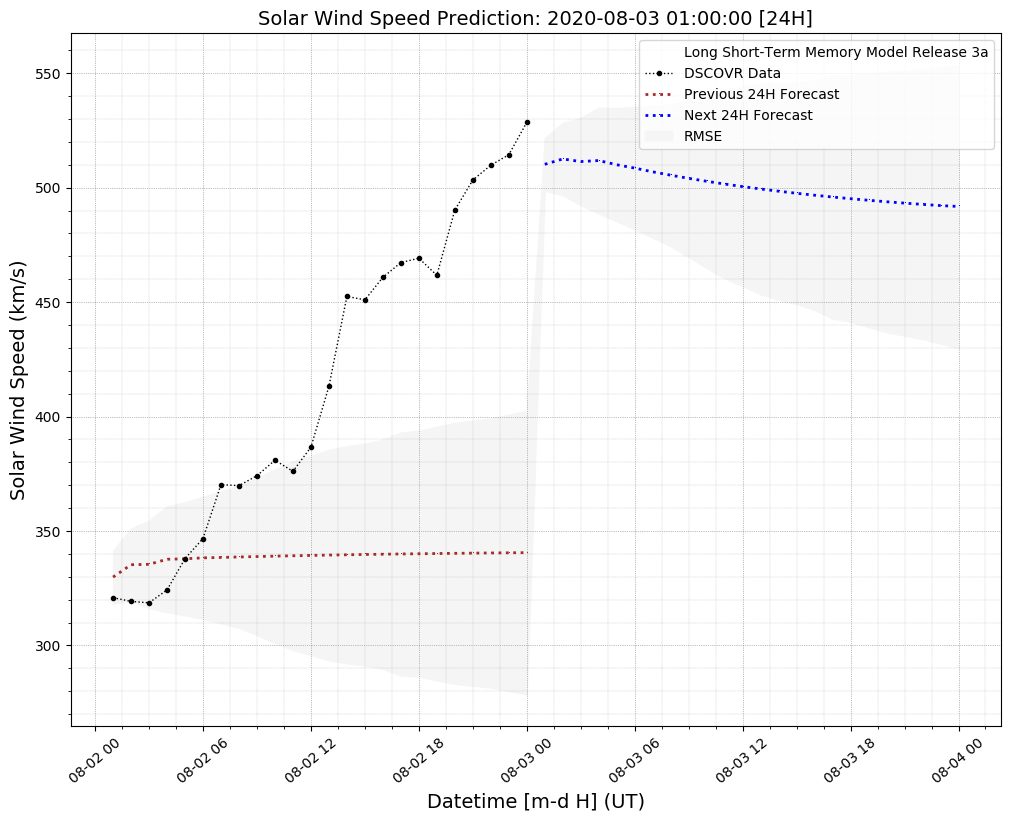 Solar Wind Speed Prediction: 2020-08-03 01:00:00 [24H]
Long Short-Term Memory Model Release 3a
DSCOVR Data
Previous 24H Forecast
Next 24H Forecast
RMSE
Solar Wind Speed (km/s)
550
500
450
400
350
300
08-02 00
08-02 06
08-02 12
08-02 18
08-03 00
08-03 06
08-03 12
08-03 18
08-04 00
Datetime [m-d H] (UT)